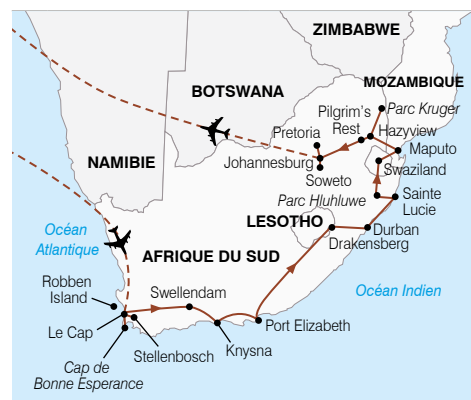 ZIMBABWE
MOZAMBIQUE
BOTSWANA
Pilgrim's
Rest
Parc Kruger
Pretoria
Hazyview
Maputo
Johannesburg
NAMIBIE
Soweto
Swaziland
Parc Hluhluwe
Sainte
Lucie
LESOTHO
Durban
Drakensberg
Océan
Atlantique
AFRIQUE DU SUD
Océan Indien
Robben
Island
Swellendam
Le Cap
Port Elizabeth
Stellenbosch
Knysna
Cap de
Bonne Esperance